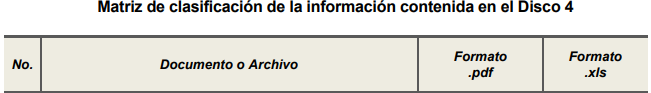 Matriz de clasificación de la información contenida en el Disco 4
No. Documento o Archivo Formato .pdf Formato .xls